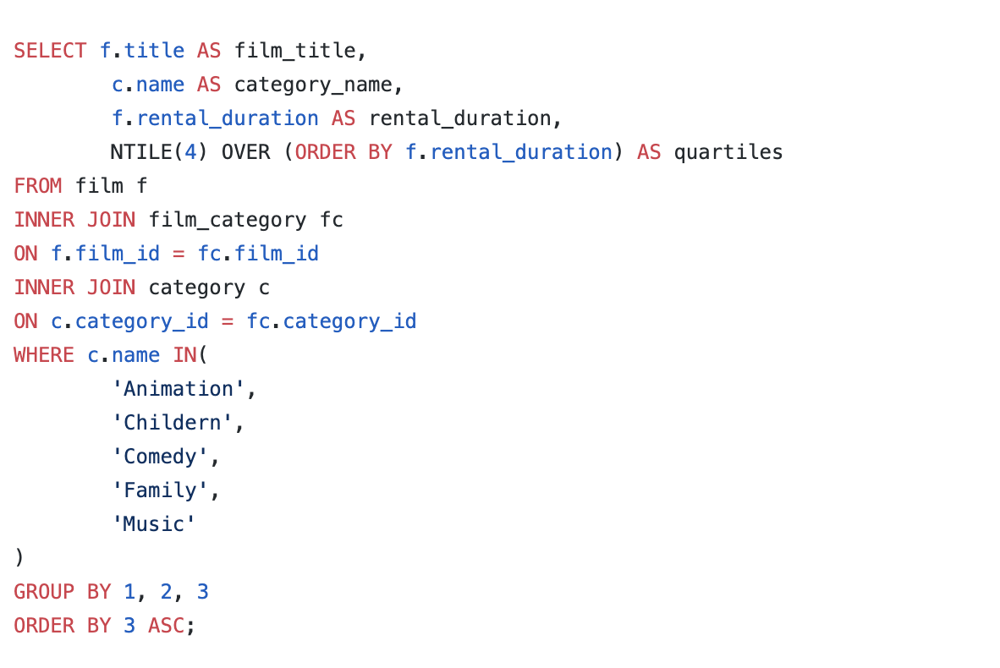 SELECT f.title AS film_title,
        c.name AS category_name,
        f.rental_duration AS rental_duration,
        NTILE(4) OVER (ORDER BY f.rental_duration) AS quartiles
FROM film f
INNER JOIN film_category fc
ON f.film_id = fc.film_id
INNER JOIN category c
ON c.category_id = fc.category_id
WHERE c.name IN(
        'Animation',
        'Childern',
        'Comedy',
        'Family',
        'Music'
)
GROUP BY 1, 2, 3
ORDER BY 3 ASC;